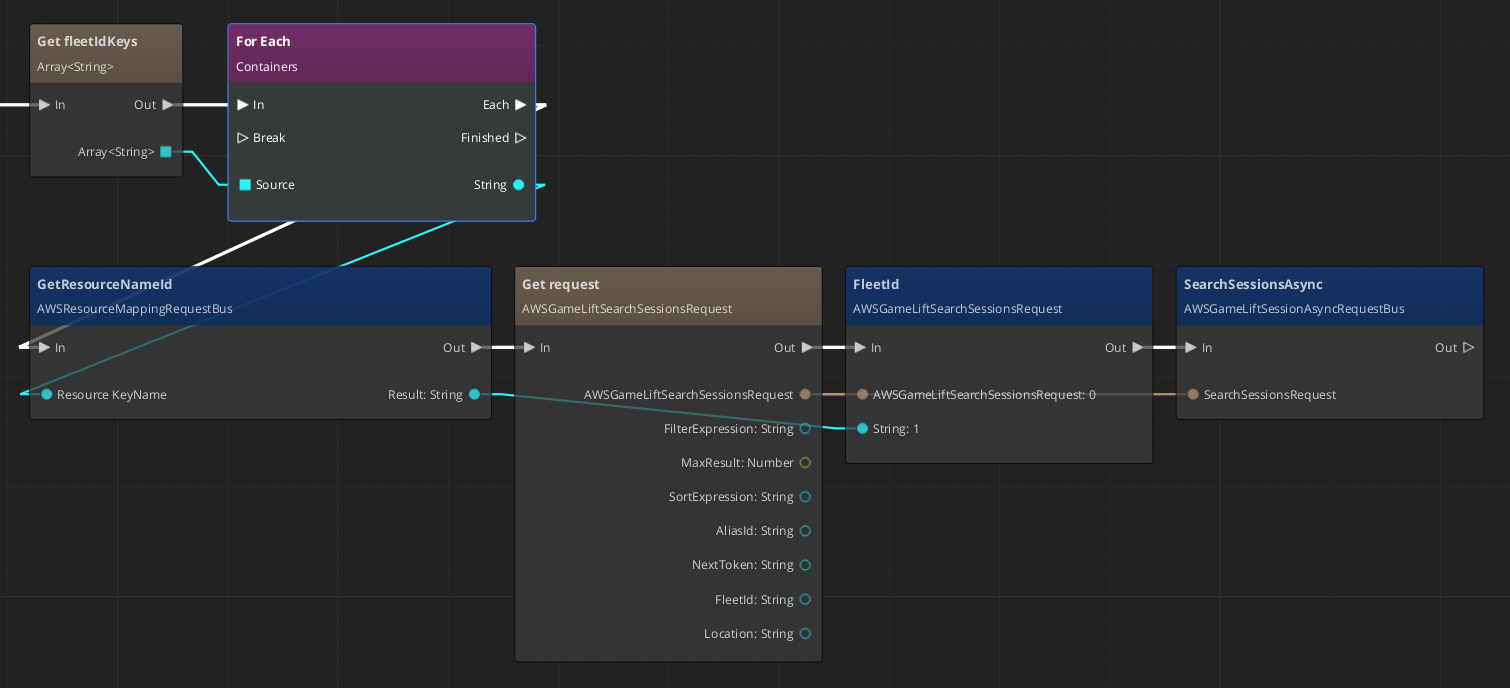 Get fleetIdKeys
Array<String>
In
Out
Array<String>
For Each
Containers
In
Each
Break
Finished
Source
String
GetResourceNameId
AWSResourceMappingRequestBus
In
Out
Resource KeyName
Result: String
Get request
AWSGameLiftSearchSessionsRequest
In
Out
AWSGameLiftSearchSessionsRequest
FilterExpression: String
MaxResult: Number
SortExpression: String
AliasId: String
NextToken: String
FleetId: String
Location: String
FleetId
AWSGameLiftSearchSessionsRequest
In
Out
AWSGameLiftSearchSessionsRequest: 0
String: 1
SearchSessionsAsync
AWSGameLiftSessionAsyncRequestBus
In
Out
SearchSessionsRequest